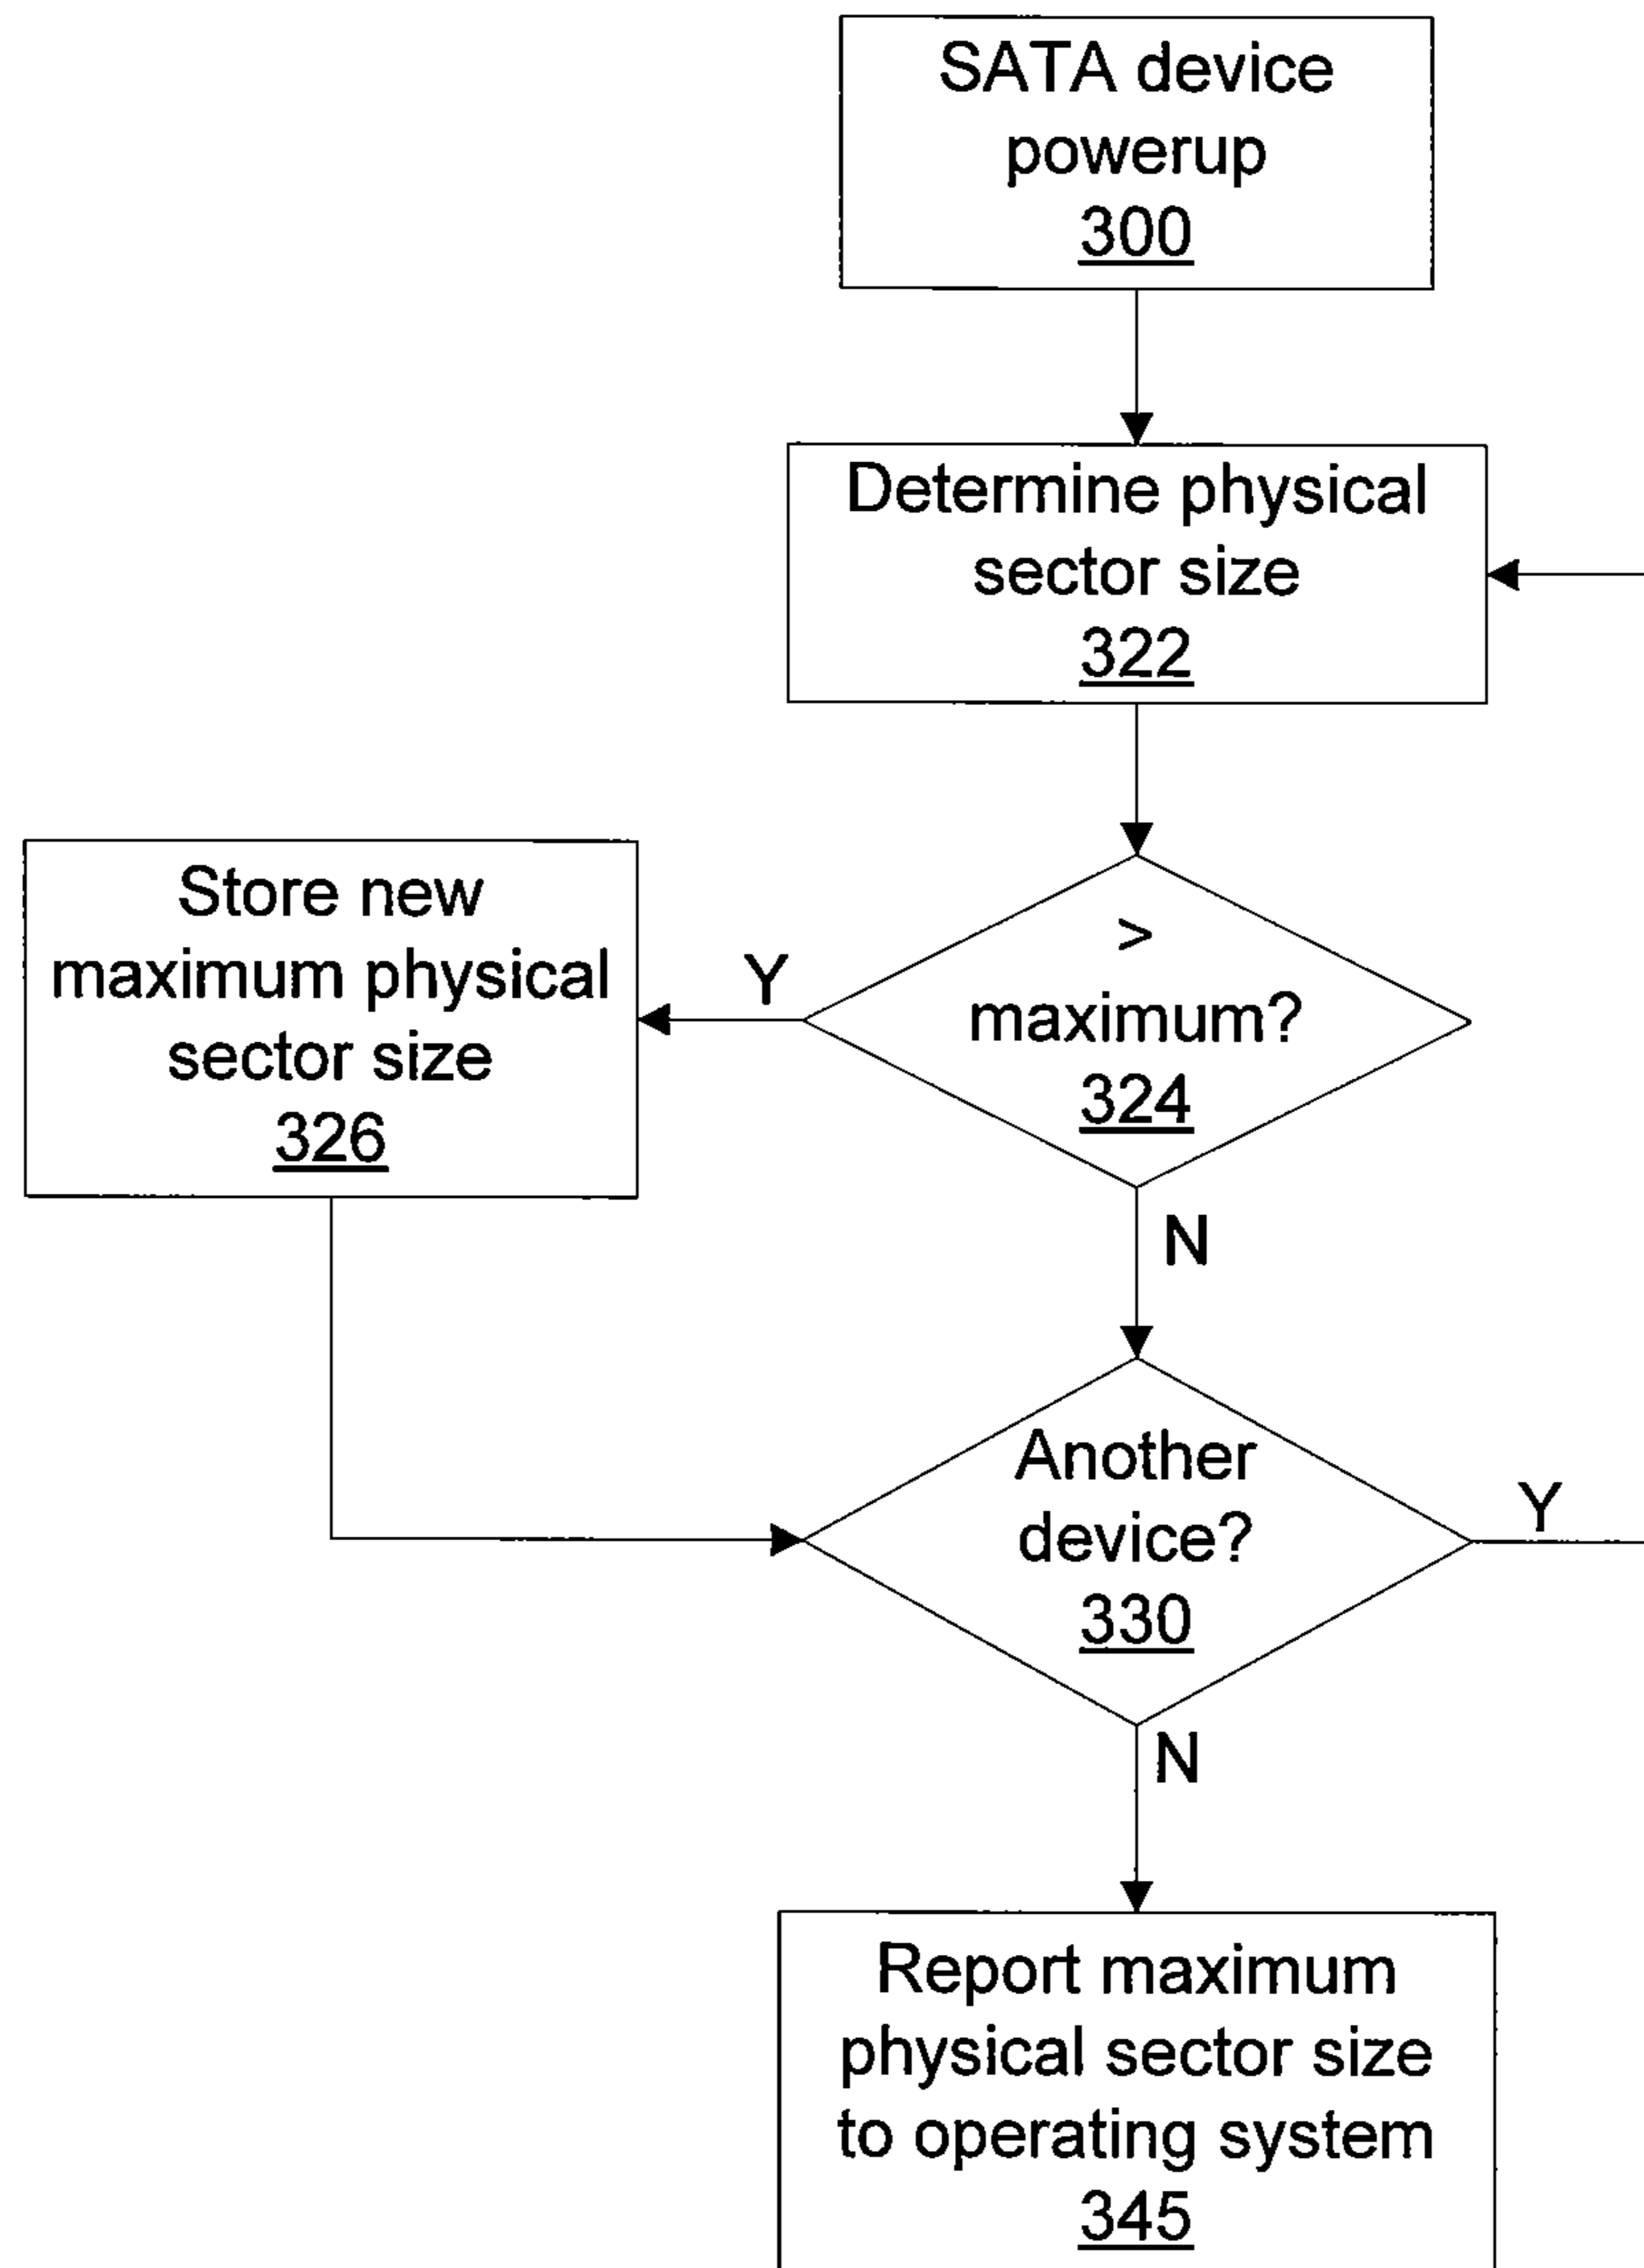 SATA device
powerup
300
Determine physical
sector size
322
>
maximum?
324
Y
Store new
maximum physical
sector size
326
N
Another
device?
330
Y
N
Report maximum
physical sector size
to operating system
345